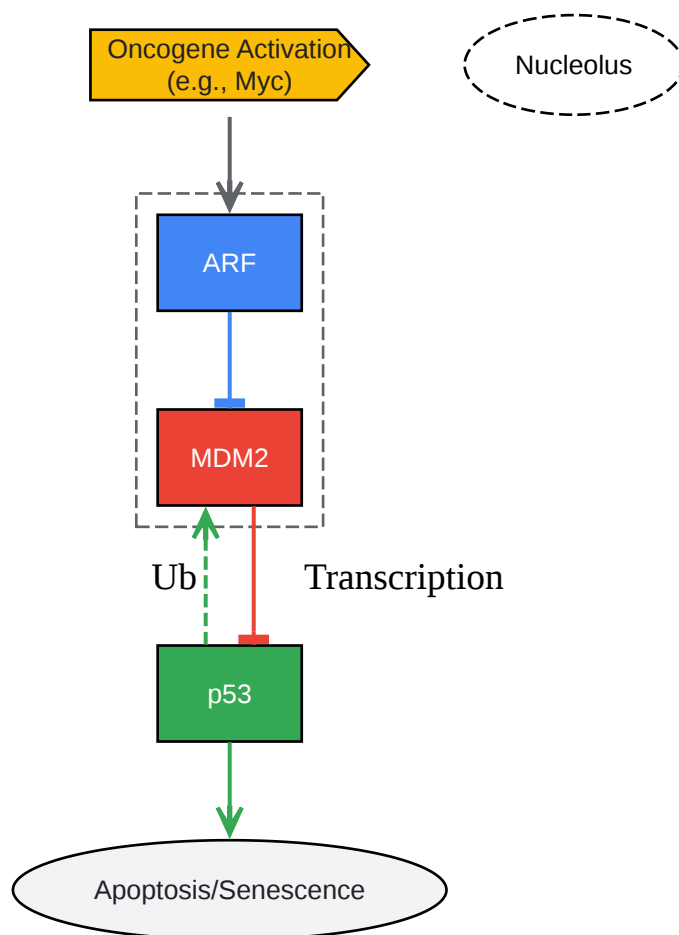 Oncogene Activation
(e.g., Myc)
Nucleolus
ARF
MDM2
Ub
Transcription
p53
Apoptosis/Senescence